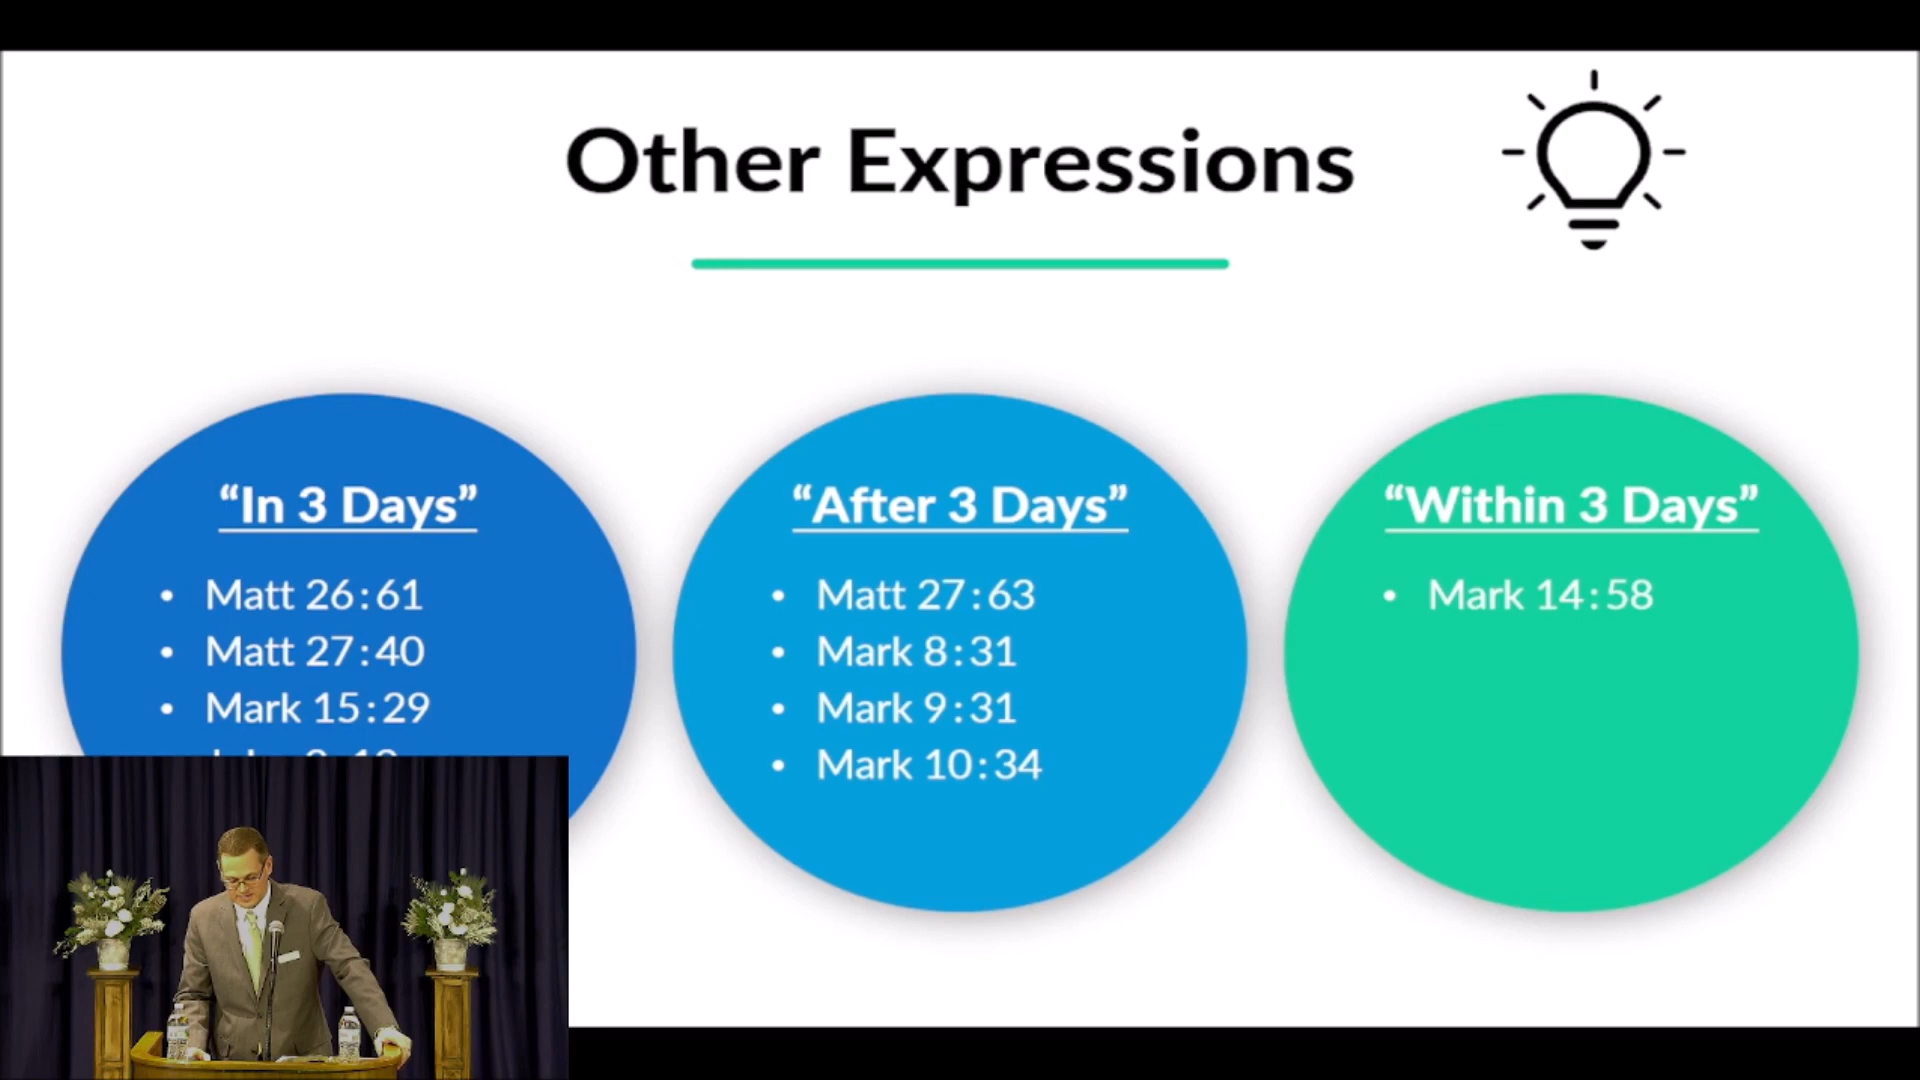 Other Expressions
“In 3 Days”
• Matt 26:61
• Matt 27:40
• Mark 15:29
“After 3 Days”
• Matt 27:63
• Mark 8:31
• Mark 9:31
• Mark 10:34
“Within 3 Days”
• Mark 14:58